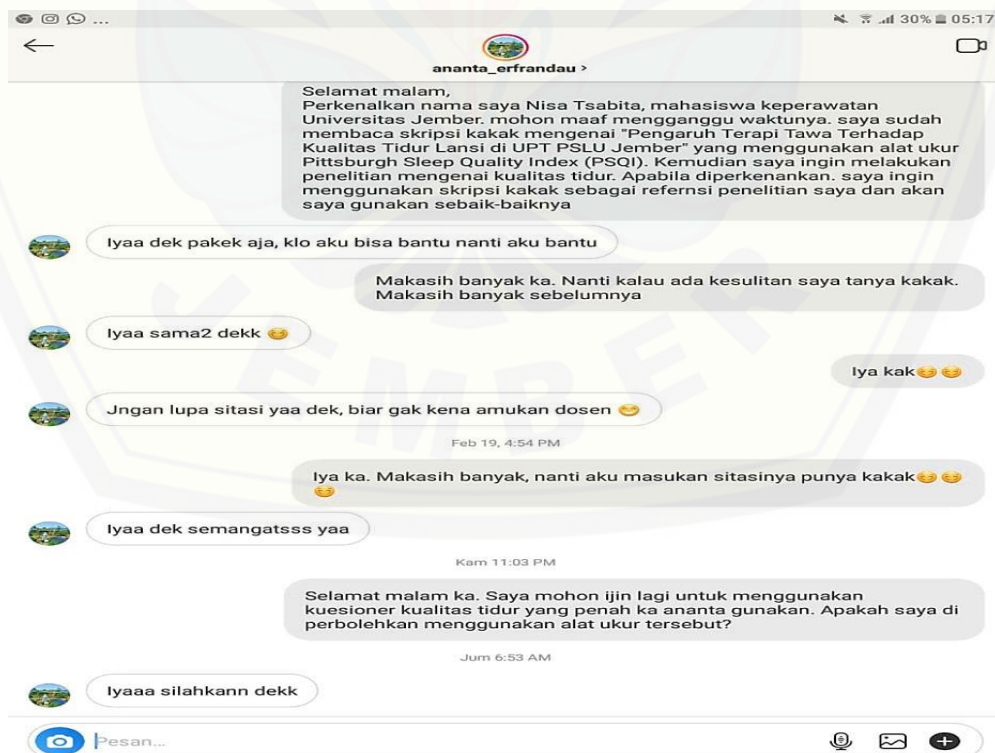 ... 30% 05:17
ananta_erfrandau >
Selamat malam,
Perkenalkan nama saya Nisa Tsabita, mahasiswa keperawatan
Universitas Jember. mohon maaf mengganggu waktunya. saya sudah
membaca skripsi kakak mengenai "Pengaruh Terapi Tawa Terhadap
Kualitas Tidur Lansi di UPT PSLU Jember" yang menggunakan alat ukur
Pittsburgh Sleep Quality Index (PSQI). Kemudian saya ingin melakukan
penelitian mengenai kualitas tidur. Apabila diperkenankan. saya ingin
menggunakan skripsi kakak sebagai refernsi penelitian saya dan akan
saya gunakan sebaik-baiknya
Iyaa dek pakek aja, klo aku bisa bantu nanti aku bantu
Makasih banyak ka. Nanti kalau ada kesulitan saya tanya kakak.
Makasih banyak sebelumnya
Iyaa sama2 dekk 😊
Iya kak😊😊
Jngan lupa sitasi yaa dek, biar gak kena amukan dosen 😁
Feb 19, 4:54 PM
Iya ka. Makasih banyak, nanti aku masukan sitasinya punya kakak😊😊
😊
Iyaa dek semangatsss yaa
Kam 11:03 PM
Selamat malam ka. Saya mohon ijin lagi untuk menggunakan
kuesioner kualitas tidur yang penah ka ananta gunakan. Apakah saya di
perbolehkan menggunakan alat ukur tersebut?
Jum 6:53 AM
Iyaaa silahkann dekk
Pesan...
JEMBER